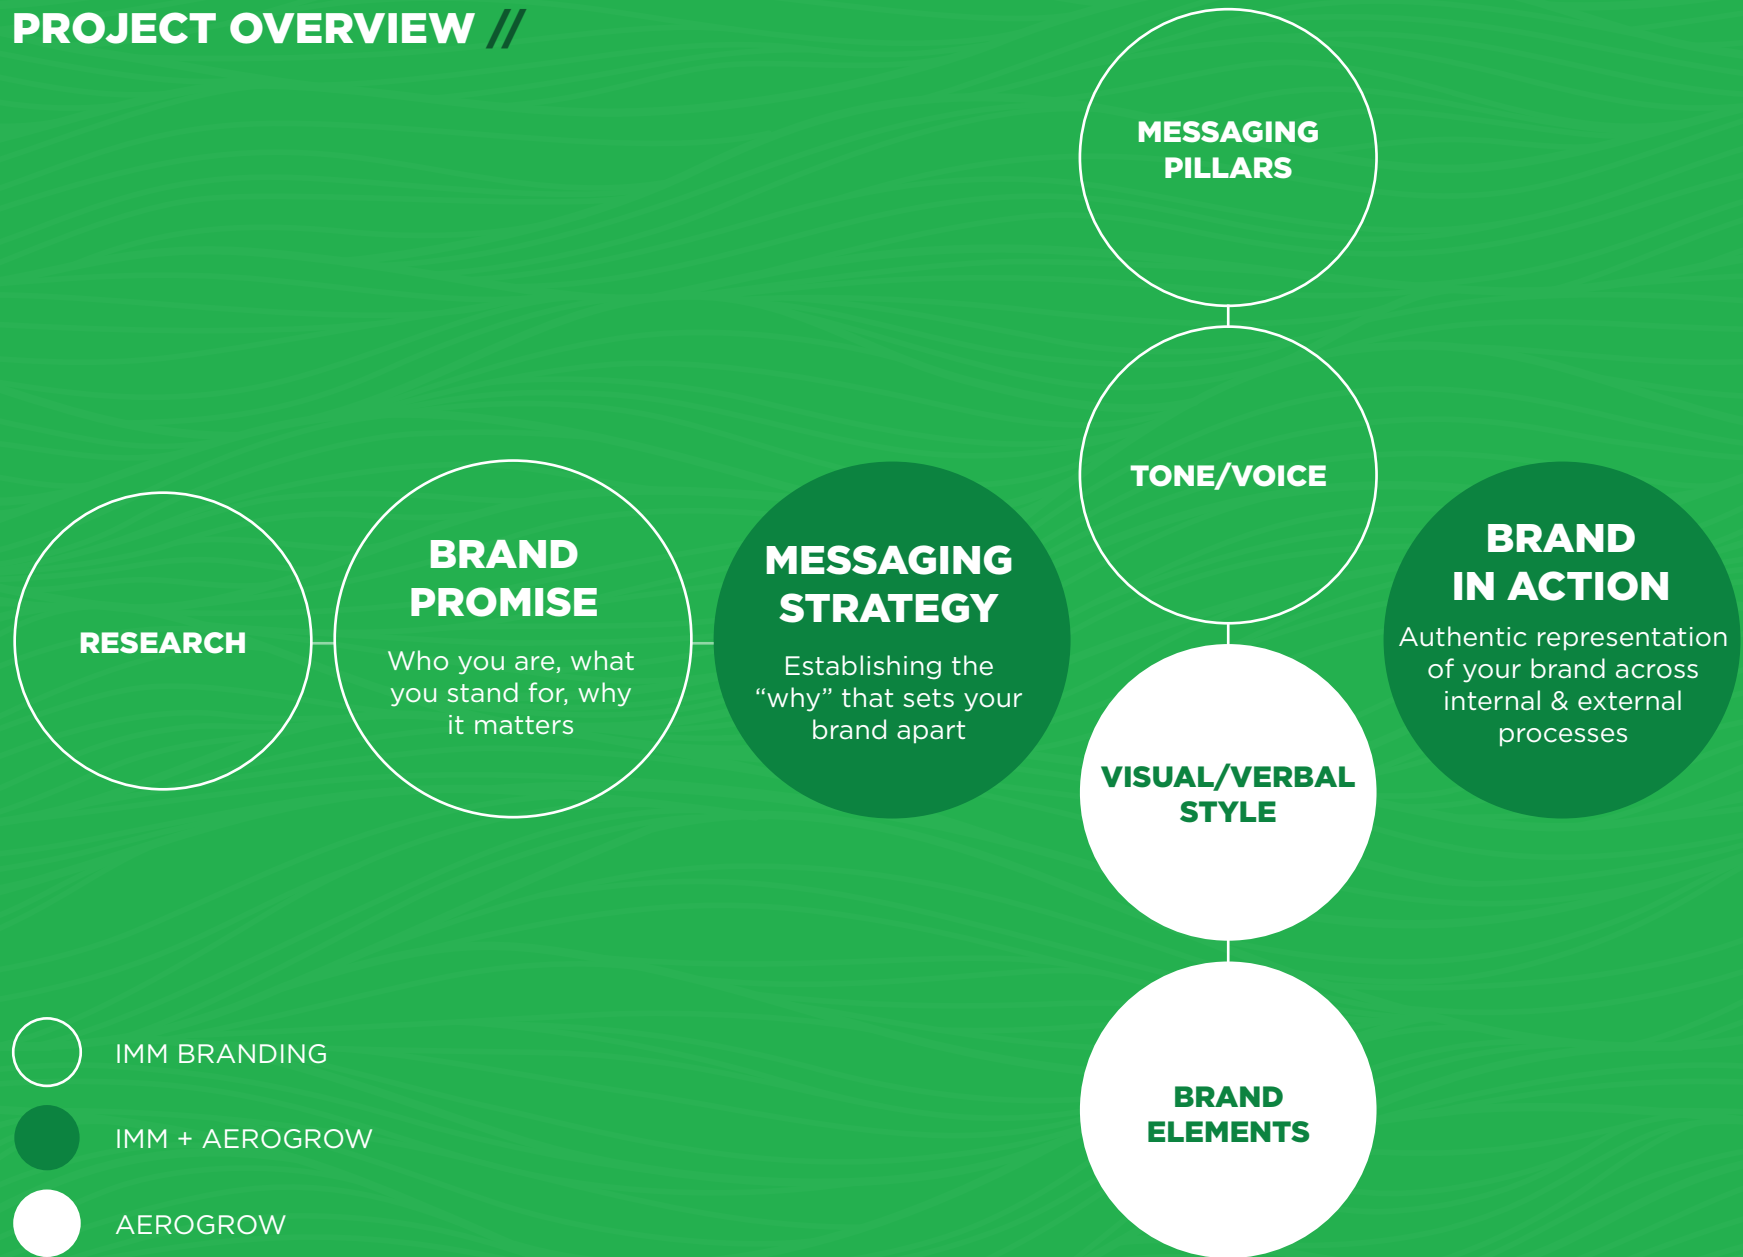 PROJECT OVERVIEW //
MESSAGING
PILLARS
TONE/VOICE
RESEARCH
BRAND
PROMISE
Who you are, what
you stand for, why
it matters
MESSAGING
STRATEGY
Establishing the
“why” that sets your
brand apart
BRAND
IN ACTION
Authentic representation
of your brand across
internal & external
processes
VISUAL/VERBAL
STYLE
BRAND
ELEMENTS
IMM BRANDING
IMM + AEROGROW
AEROGROW